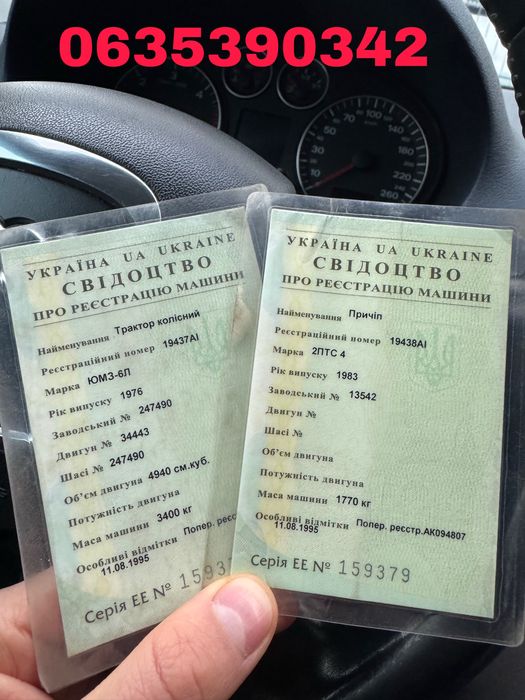 0635390342
УКРАЇНА UA UKRAINE
СВІДОЦТВО
ПРО РЕЄСТРАЦІЮ МАШИНИ
Найменування Трактор колісний
Реєстраційний номер 19437АІ
Марка ЮМЗ-6Л
Рік випуску 1976
Заводський № 247490
Двигун № 34443
Шасі № 247490
Об'єм двигуна 4940 см.куб.
Потужність двигуна
Маса машини 3400 кг
Особливі відмітки Попер. реєс
11.08.1995
Серія ЕЕ № 1593
УКРАЇНА UA UKRAINE
СВІДОЦТВО
ПРО РЕЄСТРАЦІЮ МАШИНИ
Найменування Причіп
Реєстраційний номер 19438АІ
Марка 2ПТС 4
Рік випуску 1983
Заводський № 13542
Двигун №
Шасі №
Об'єм двигуна
Потужність двигуна
Маса машини 1770 кг
Особливі відмітки Попер. реєстр.АК094807
11.08.1995
Серія ЕЕ № 159379